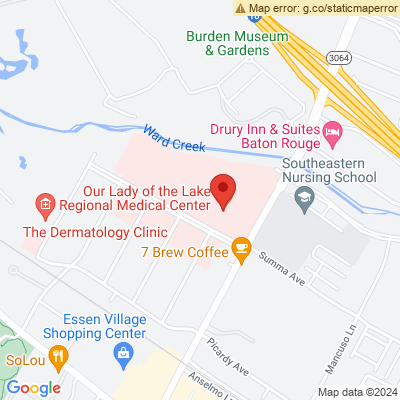 Map error: g.co/staticmaperror
Burden Museum
& Gardens
3064
Ward Creek
Drury Inn & Suites
Baton Rouge
Southeastern
Nursing School
Our Lady of the Lake
Regional Medical Center
The Dermatology Clinic
7 Brew Coffee
Summa Ave
Essen Village
Shopping Center
Mancuso Ln
SoLou
Picardy Ave
Google
Map data ©2024